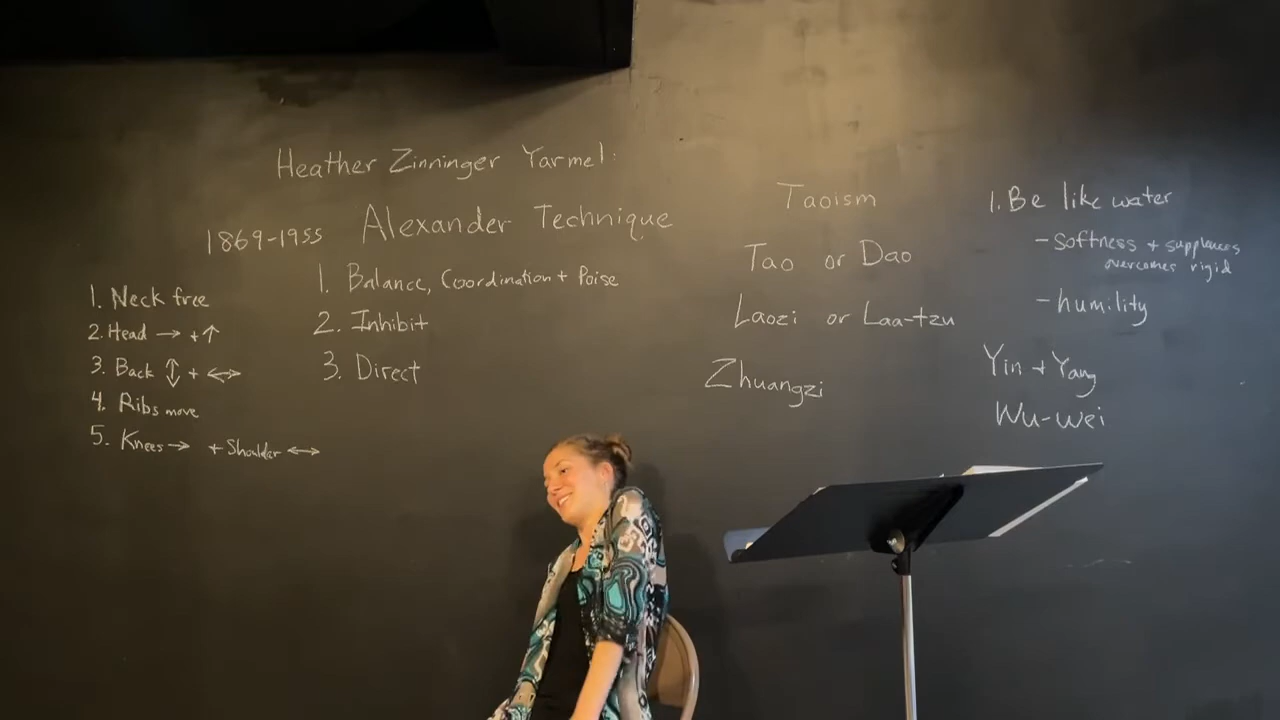 Heather Zinninger Yarmel:
1869-1955 Alexander Technique
1. Balance, Coordination + Poise
2. Inhibit
3. Direct
1. Neck free
2. Head → + ↑
3. Back ↕ + ↔
4. Ribs move
5. Knees → + Shoulder ↔
Taoism
Tao or Dao
Laozi or Laa-tzu
Zhuangzi
1. Be like water
- softness + suppleness
overcomes rigid
- humility
Yin + Yang
Wu-wei